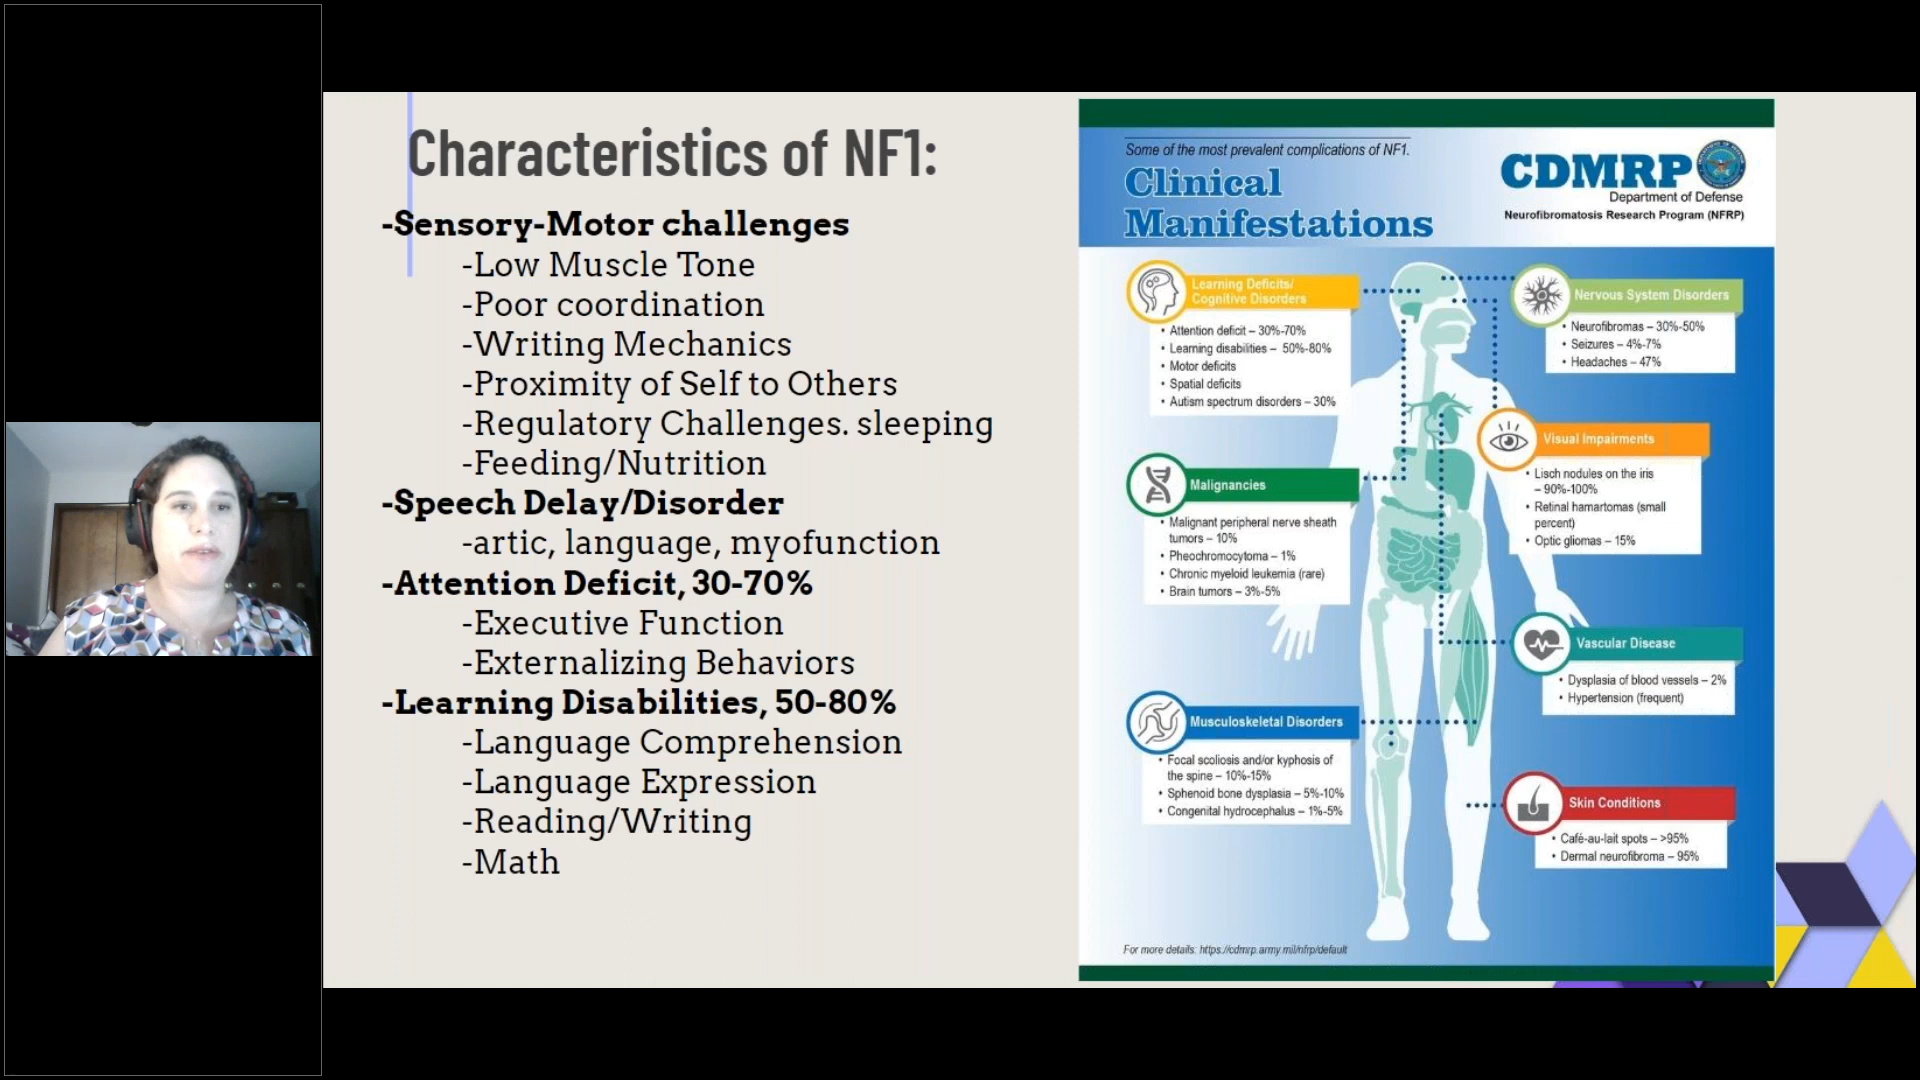 Characteristics of NF1:
-Sensory-Motor challenges
-Low Muscle Tone
-Poor coordination
-Writing Mechanics
-Proximity of Self to Others
-Regulatory Challenges. sleeping
-Feeding/Nutrition
-Speech Delay/Disorder
-artic, language, myofunction
-Attention Deficit, 30-70%
-Executive Function
-Externalizing Behaviors
-Learning Disabilities, 50-80%
-Language Comprehension
-Language Expression
-Reading/Writing
-Math
Some of the most prevalent complications of NF1.
Clinical
Manifestations
CDMRP
Department of Defense
Neurofibromatosis Research Program (NFRP)
Learning Deficits/
Cognitive Disorders
• Attention deficit – 30%-70%
• Learning disabilities – 50%-80%
• Motor deficits
• Spatial deficits
• Autism spectrum disorders – 30%
Malignancies
• Malignant peripheral nerve sheath
tumors – 10%
• Pheochromocytoma – 1%
• Chronic myeloid leukemia (rare)
• Brain tumors – 3%-5%
Musculoskeletal Disorders
• Focal scoliosis and/or kyphosis of
the spine – 10%-15%
• Sphenoid bone dysplasia – 5%-10%
• Congenital hydrocephalus – 1%-5%
Nervous System Disorders
• Neurofibromas – 30%-50%
• Seizures – 4%-7%
• Headaches – 47%
Visual Impairments
• Lisch nodules on the iris
– 90%-100%
• Retinal hamartomas (small
percent)
• Optic gliomas – 15%
Vascular Disease
• Dysplasia of blood vessels – 2%
• Hypertension (frequent)
Skin Conditions
• Café-au-lait spots – >95%
• Dermal neurofibroma – 95%
For more details: https://cdmrp.army.mil/nfrp/default